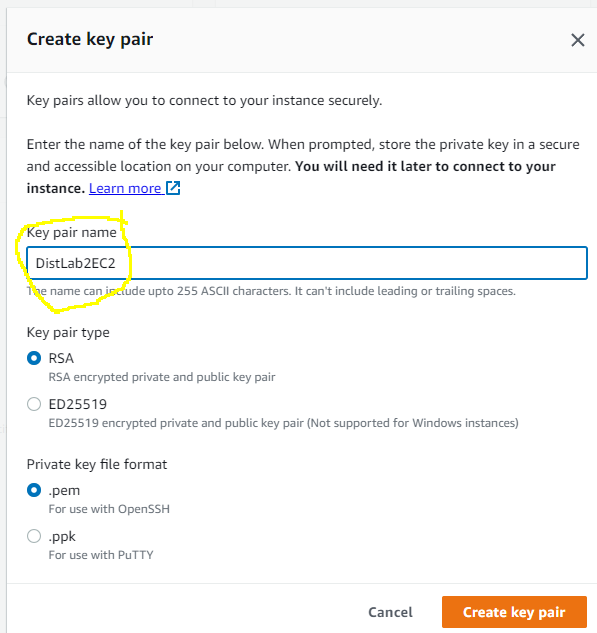 Create key pair
Key pairs allow you to connect to your instance securely.
Enter the name of the key pair below. When prompted, store the private key in a secure
and accessible location on your computer. You will need it later to connect to your
instance. Learn more
Key pair name
DistLab2EC2
The name can include upto 255 ASCII characters. It can't include leading or trailing spaces.
Key pair type
RSA
RSA encrypted private and public key pair
ED25519
ED25519 encrypted private and public key pair (Not supported for Windows instances)
Private key file format
.pem
For use with OpenSSH
.ppk
For use with PuTTY
Cancel
Create key pair